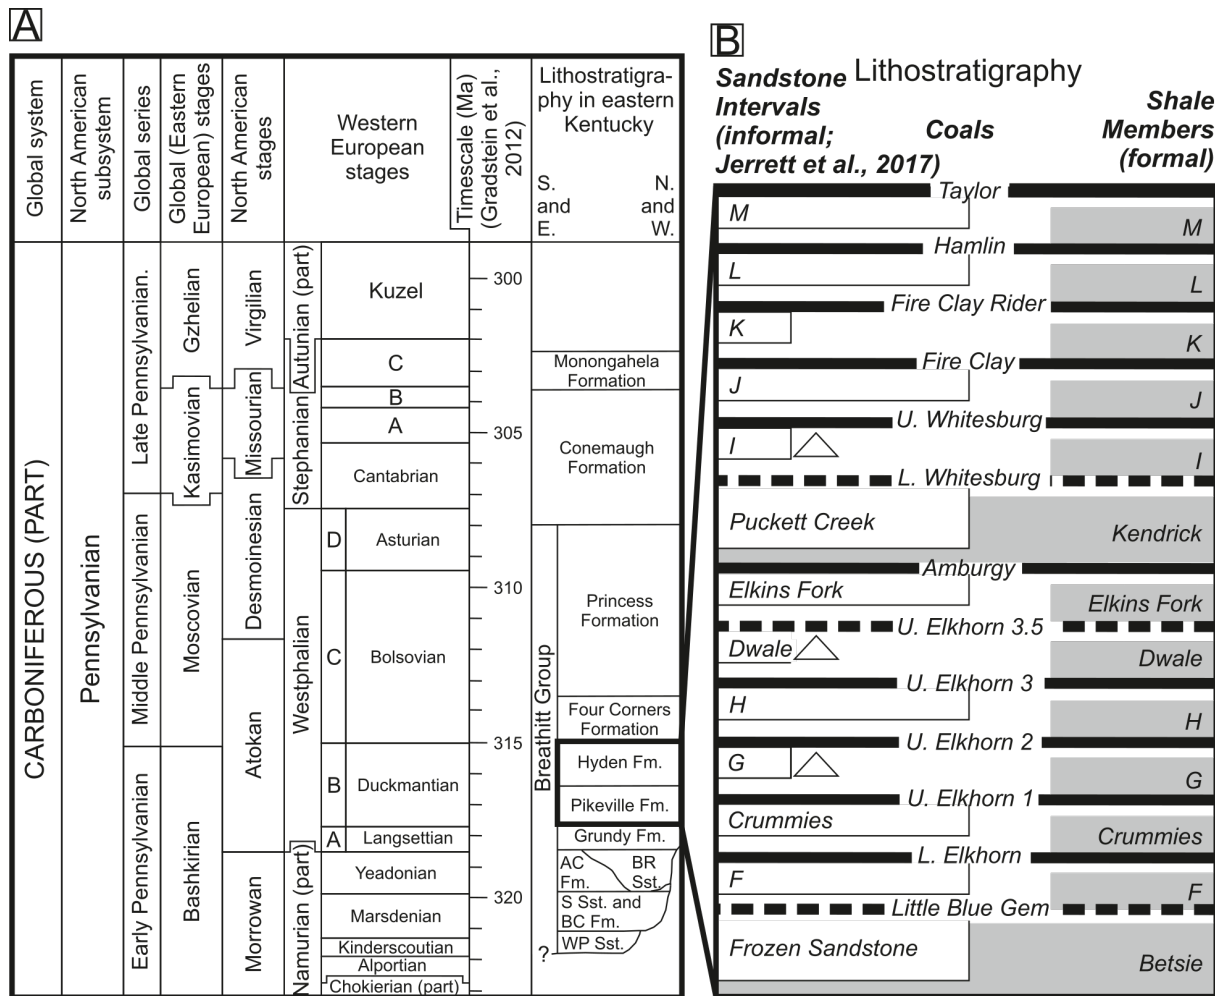 A
Global system
North American
subsystem
Global series
Global (Eastern
European) stages
North American
stages
Western
European
stages
Timescale (Ma)
(Gradstein et al.,
2012)
Lithostratigra-
phy in eastern
Kentucky
S.
and
E.
N.
and
W.
CARBONIFEROUS (PART)
Pennsylvanian
Late Pennsylvanian.
Middle Pennsylvanian
Early Pennsylvanian
Gzhelian
Kasimovian
Moscovian
Bashkirian
Virgilian
Missourian
Desmoinesian
Atokan
Morrowan
Autunian (part)
Stephanian
Westphalian
Namurian (part)
Kuzel
C
B
A
Cantabrian
D
Asturian
C
Bolsovian
B
Duckmantian
A
Langsettian
Yeadonian
Marsdenian
Kinderscoutian
Alportian
Chokierian (part)
300
305
310
315
320
Monongahela
Formation
Conemaugh
Formation
Breathitt Group
Princess
Formation
Four Corners
Formation
Hyden Fm.
Pikeville Fm.
Grundy Fm.
AC
Fm.
BR
Sst.
S Sst. and
BC Fm.
WP Sst.
?
B
Lithostratigraphy
Sandstone
Intervals
(informal;
Jerrett et al., 2017)
Coals
Shale
Members
(formal)
Taylor
M
M
Hamlin
L
L
Fire Clay Rider
K
K
Fire Clay
J
J
U. Whitesburg
I
I
L. Whitesburg
Puckett Creek
Kendrick
Amburgy
Elkins Fork
Elkins Fork
U. Elkhorn 3.5
Dwale
Dwale
U. Elkhorn 3
H
H
U. Elkhorn 2
G
G
U. Elkhorn 1
Crummies
Crummies
L. Elkhorn
F
F
Little Blue Gem
Frozen Sandstone
Betsie